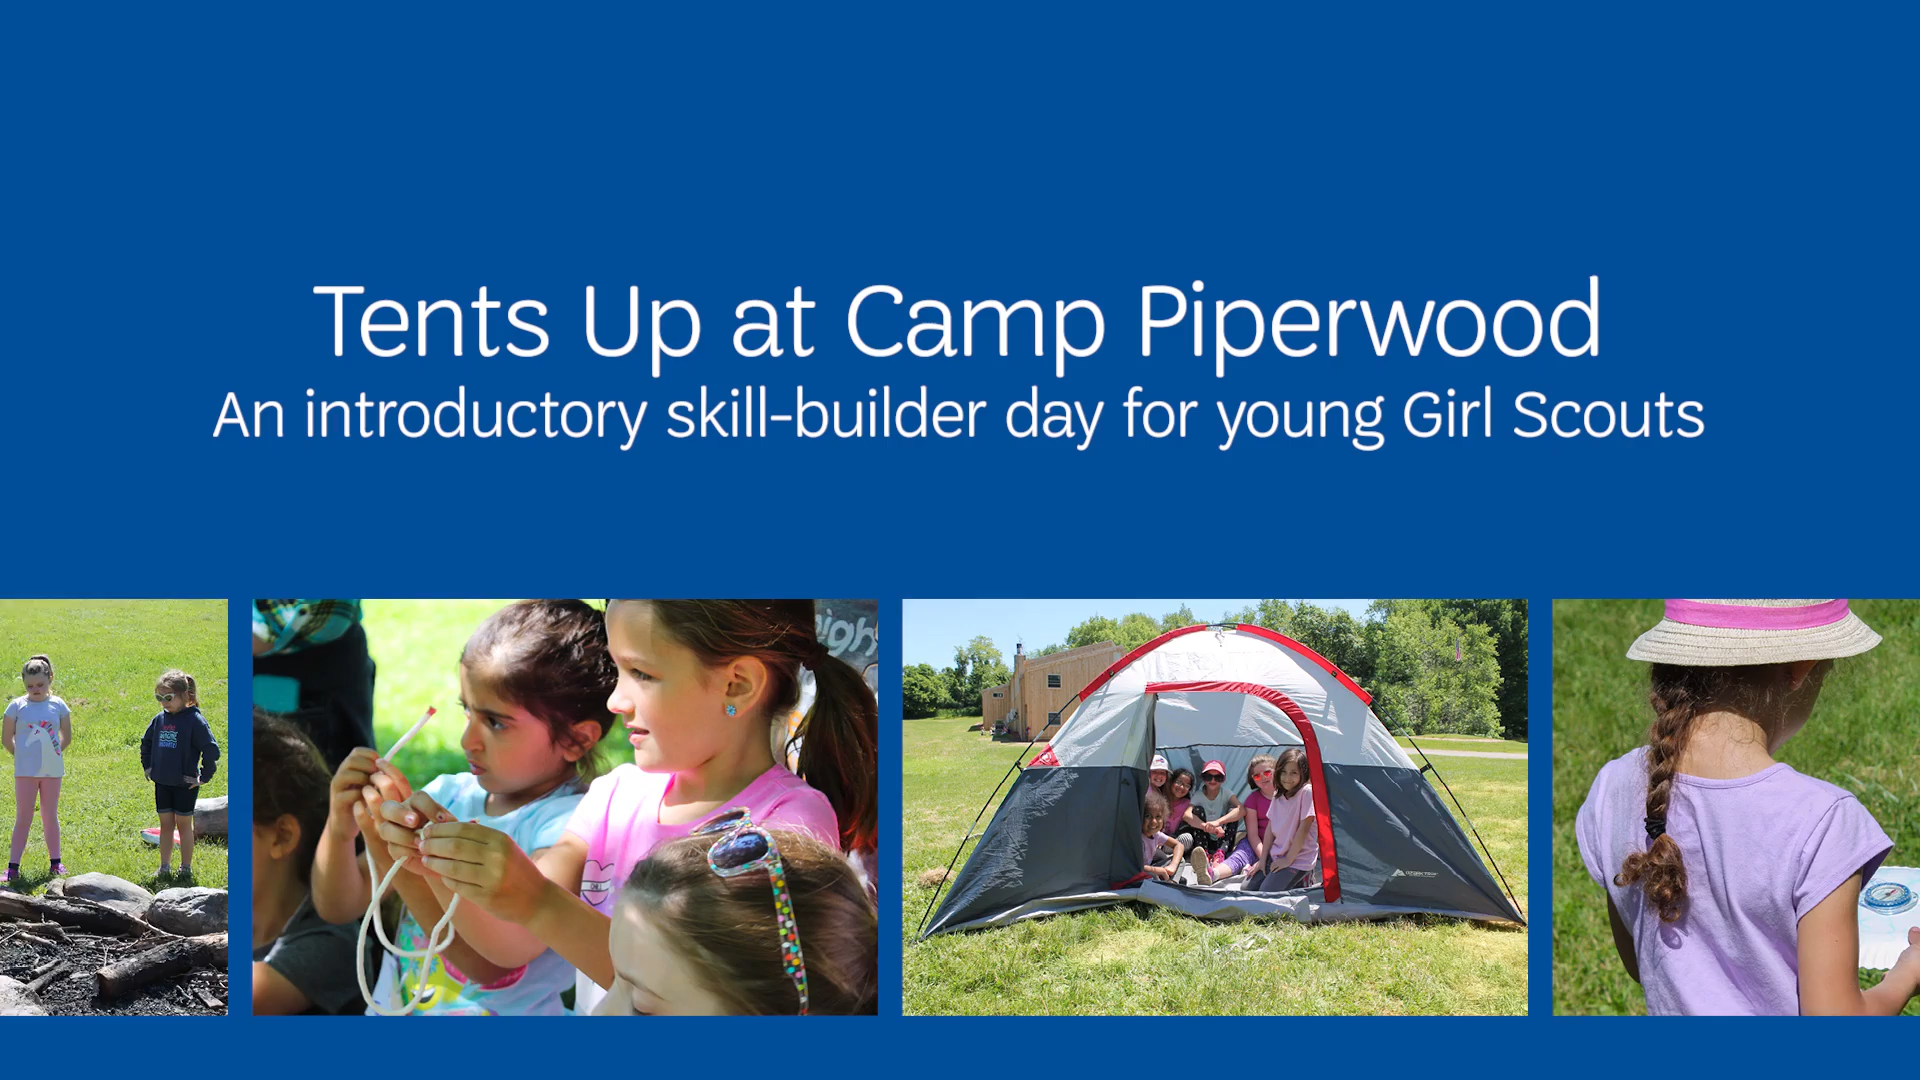 Tents Up at Camp Piperwood
An introductory skill-builder day for young Girl Scouts